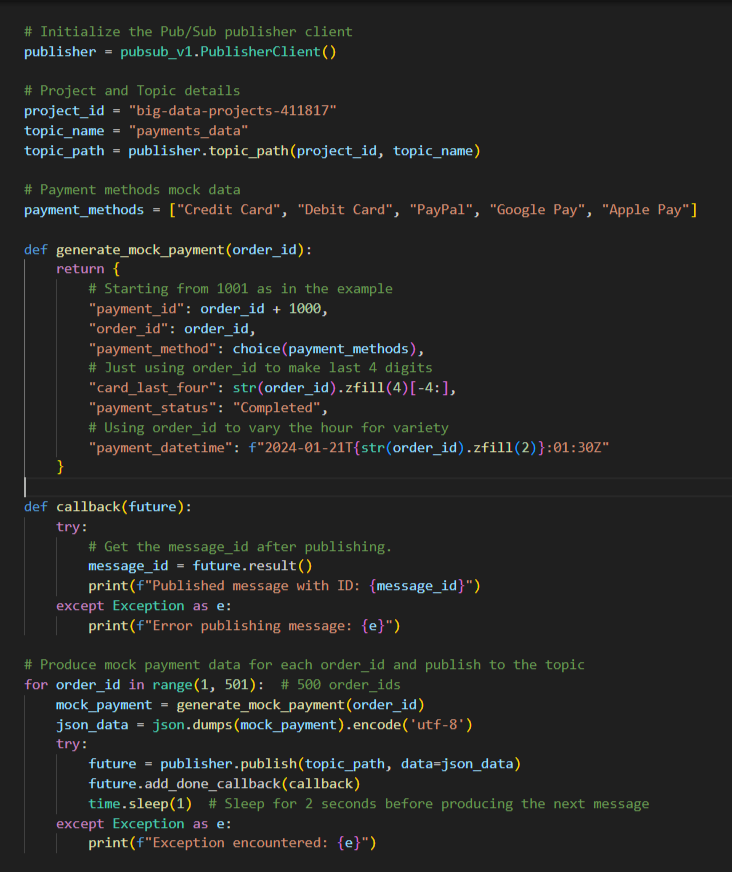 # Initialize the Pub/Sub publisher client
publisher = pubsub_v1.PublisherClient()
# Project and Topic details
project_id = "big-data-projects-411817"
topic_name = "payments_data"
topic_path = publisher.topic_path(project_id, topic_name)
# Payment methods mock data
payment_methods = ["Credit Card", "Debit Card", "PayPal", "Google Pay", "Apple Pay"]
def generate_mock_payment(order_id):
    return {
        # Starting from 1001 as in the example
        "payment_id": order_id + 1000,
        "order_id": order_id,
        "payment_method": choice(payment_methods),
        # Just using order_id to make last 4 digits
        "card_last_four": str(order_id).zfill(4)[-4:],
        "payment_status": "Completed",
        # Using order_id to vary the hour for variety
        "payment_datetime": f"2024-01-21T{str(order_id).zfill(2)}:01:30Z"
    }
def callback(future):
    try:
        # Get the message_id after publishing.
        message_id = future.result()
        print(f"Published message with ID: {message_id}")
    except Exception as e:
        print(f"Error publishing message: {e}")
# Produce mock payment data for each order_id and publish to the topic
for order_id in range(1, 501):  # 500 order_ids
    mock_payment = generate_mock_payment(order_id)
    json_data = json.dumps(mock_payment).encode('utf-8')
    try:
        future = publisher.publish(topic_path, data=json_data)
        future.add_done_callback(callback)
        time.sleep(1)  # Sleep for 2 seconds before producing the next message
    except Exception as e:
        print(f"Exception encountered: {e}")